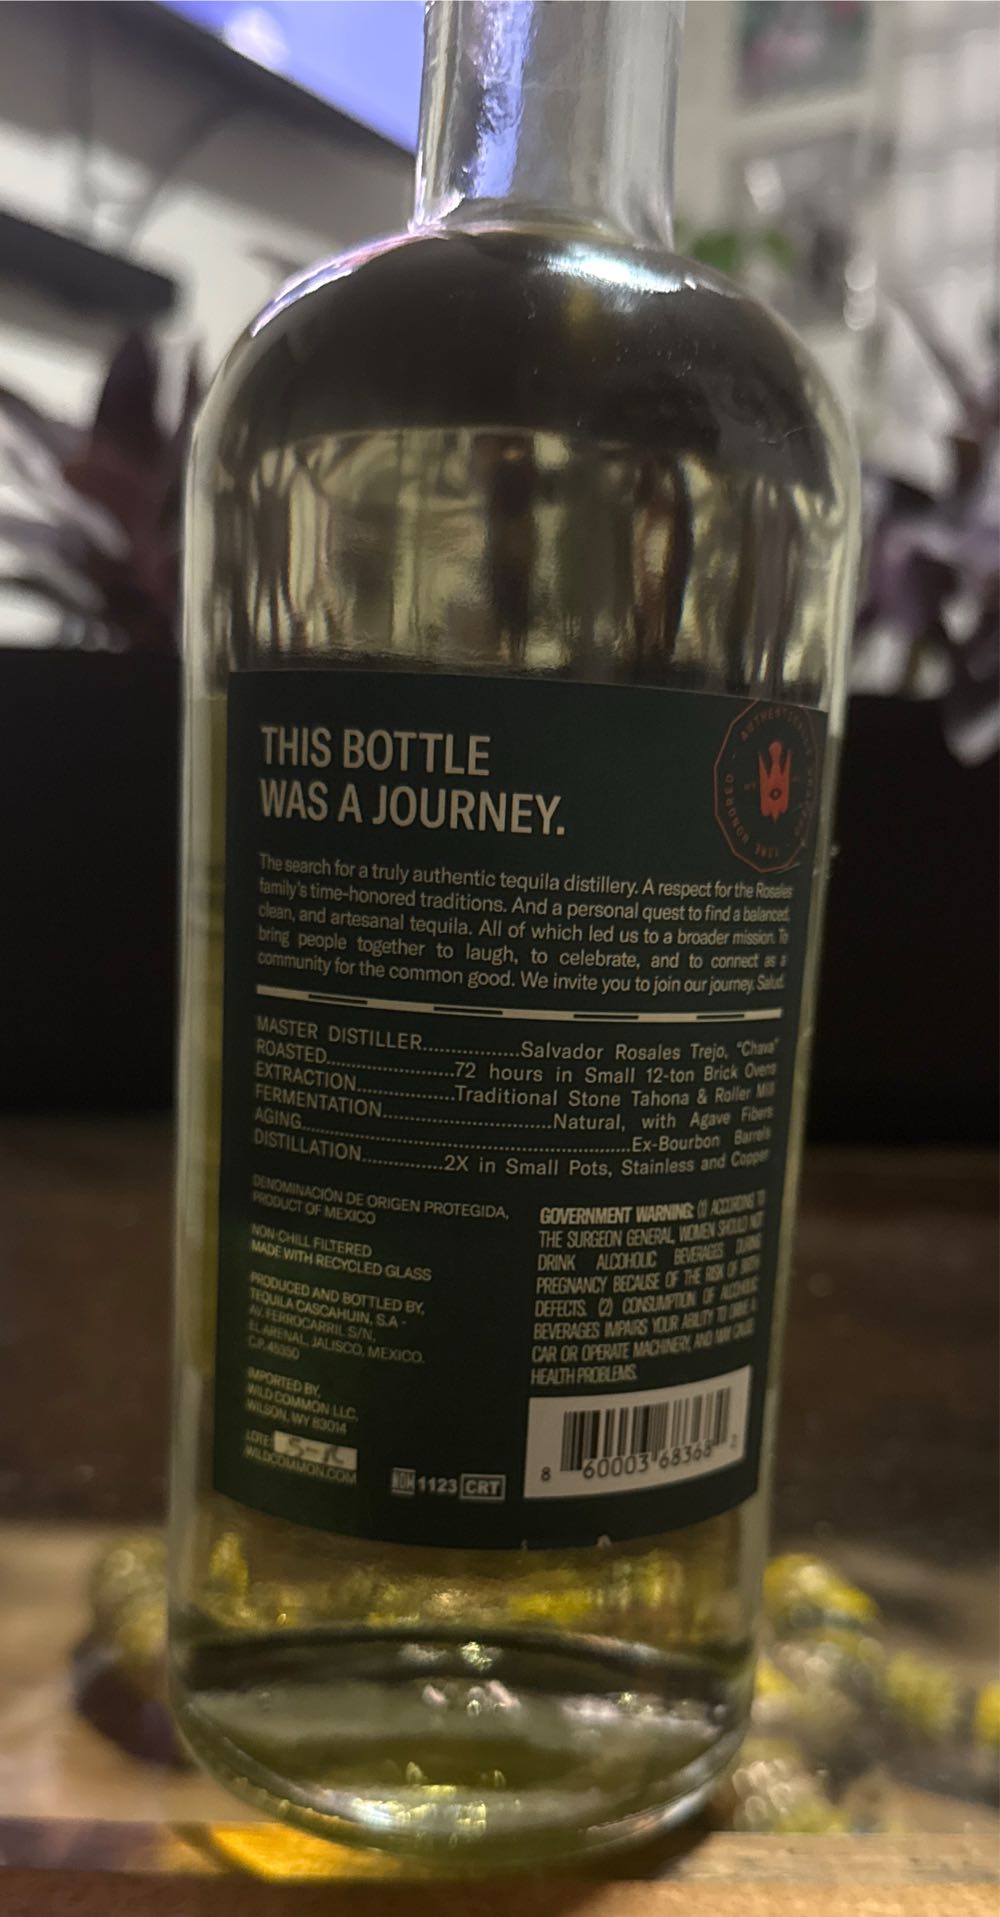 THIS BOTTLE
WAS A JOURNEY.
AUTHENTICALLY
TIME HONORED
The search for a truly authentic tequila distillery. A respect for the Rosales
family's time-honored traditions. And a personal quest to find a balanced,
clean, and artesanal tequila. All of which led us to a broader mission. To
bring people together to laugh, to celebrate, and to connect as a
community for the common good. We invite you to join our journey. Salud.
MASTER DISTILLER................Salvador Rosales Trejo, "Chava"
ROASTED......................72 hours in Small 12-ton Brick Ovens
EXTRACTION.................Traditional Stone Tahona & Roller Mill
FERMENTATION.............................Natural, with Agave Fibers
AGING........................................................Ex-Bourbon Barrels
DISTILLATION..............2X in Small Pots, Stainless and Copper
DENOMINACIÓN DE ORIGEN PROTEGIDA,
PRODUCT OF MEXICO
NON-CHILL FILTERED
MADE WITH RECYCLED GLASS
PRODUCED AND BOTTLED BY,
TEQUILA CASCAHUIN, S.A -
AV. FERROCARRIL S/N,
EL ARENAL, JALISCO, MEXICO.
C.P. 45350
IMPORTED BY,
WILD COMMON LLC,
WILSON, WY 83014
LOTE:
WILDCOMMON.COM
NOM 1123 CRT
GOVERNMENT WARNING: (1) ACCORDING TO
THE SURGEON GENERAL, WOMEN SHOULD NOT
DRINK ALCOHOLIC BEVERAGES DURING
PREGNANCY BECAUSE OF THE RISK OF BIRTH
DEFECTS. (2) CONSUMPTION OF ALCOHOLIC
BEVERAGES IMPAIRS YOUR ABILITY TO DRIVE A
CAR OR OPERATE MACHINERY, AND MAY CAUSE
HEALTH PROBLEMS.
8 60003 68368 2